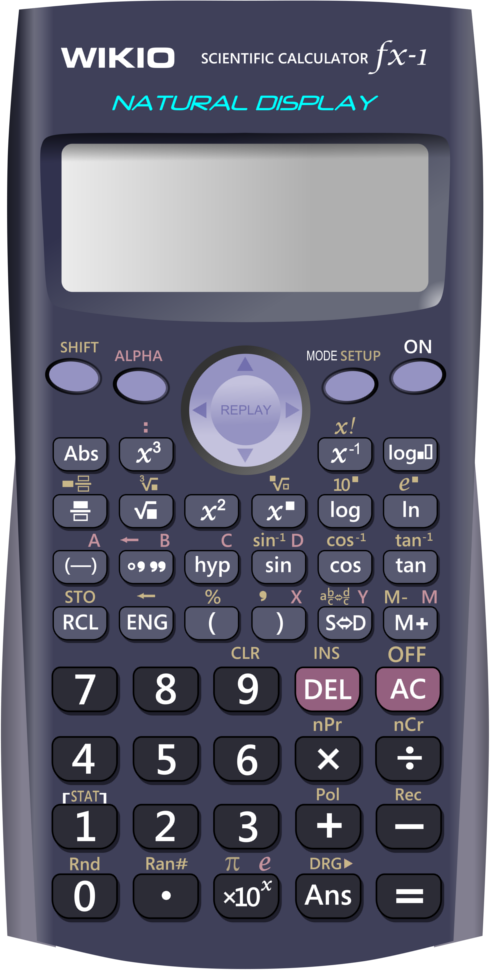 WIKIO SCIENTIFIC CALCULATOR fx-1
NATURAL DISPLAY
SHIFT ALPHA MODE SETUP ON
REPLAY
: x!
Abs x³ x⁻¹ log■▯
■▤ ³√■ ■√▯ 10■ e■
▤ √■ x² x■ log ln
A ← B C sin⁻¹ D cos⁻¹ tan⁻¹
(—) °,,, hyp sin cos tan
STO ← % , X a b/c⇔d/c Y M- M
RCL ENG ( ) S⇔D M+
CLR INS OFF
7 8 9 DEL AC
nPr nCr
4 5 6 × ÷
STAT Pol Rec
1 2 3 + −
Rnd Ran# π e DRG▶
0 · ×10ˣ Ans =